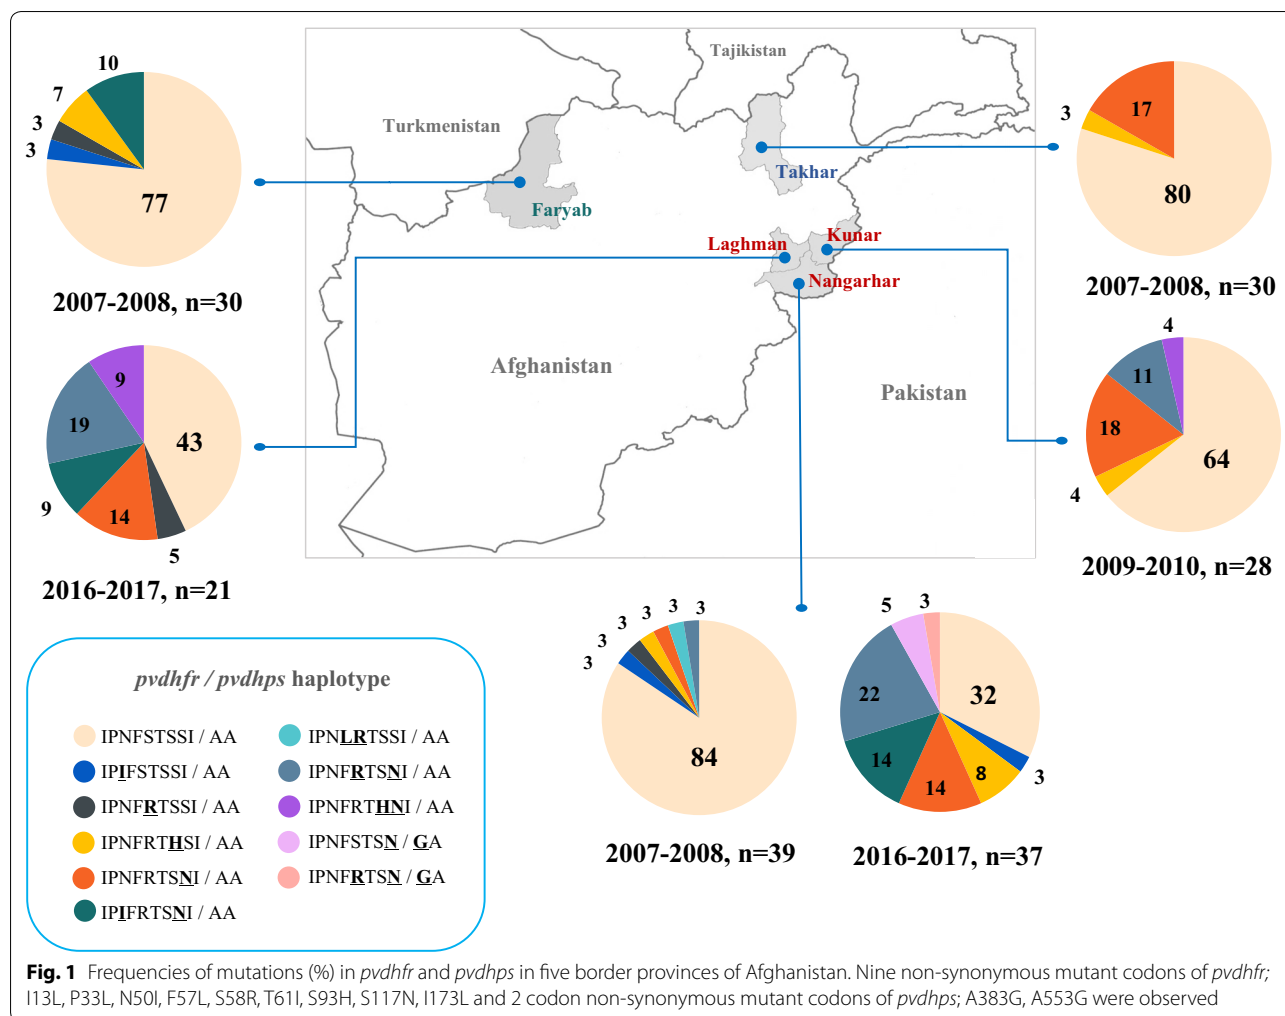 10
7
3
3
77
2007-2008, n=30
Turkmenistan
Tajikistan
Faryab
Takhar
Laghman
Kunar
Nangarhar
Afghanistan
Pakistan
17
3
80
2007-2008, n=30
9
19
43
9
14
5
2016-2017, n=21
4
11
18
64
4
2009-2010, n=28
3
3
3
3
3
3
84
2007-2008, n=39
5
3
32
22
14
14
8
3
2016-2017, n=37
pvdhfr / pvdhps haplotype
IPNFSTSSI / AA
IPIFSTSSI / AA
IPNFRTSSI / AA
IPNFRTHSI / AA
IPNFRTSNI / AA
IPIFRTSNI / AA
IPNLRTSSI / AA
IPNFRTSNI / AA
IPNFRTHNI / AA
IPNFSTSN / GA
IPNFRTSN / GA
Fig. 1 Frequencies of mutations (%) in pvdhfr and pvdhps in five border provinces of Afghanistan. Nine non-synonymous mutant codons of pvdhfr;
I13L, P33L, N50I, F57L, S58R, T61I, S93H, S117N, I173L and 2 codon non-synonymous mutant codons of pvdhps; A383G, A553G were observed